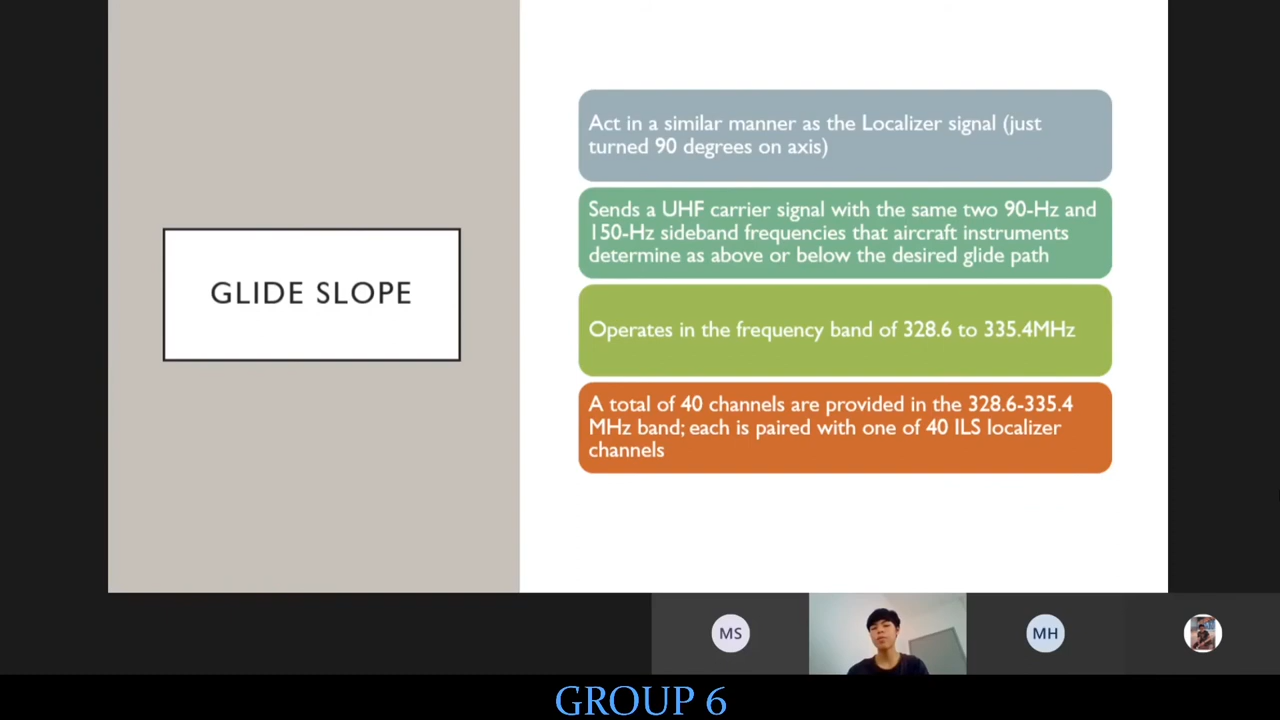 GLIDE SLOPE
Act in a similar manner as the Localizer signal (just
turned 90 degrees on axis)
Sends a UHF carrier signal with the same two 90-Hz and
150-Hz sideband frequencies that aircraft instruments
determine as above or below the desired glide path
Operates in the frequency band of 328.6 to 335.4MHz
A total of 40 channels are provided in the 328.6-335.4
MHz band; each is paired with one of 40 ILS localizer
channels
MS
MH
GROUP 6